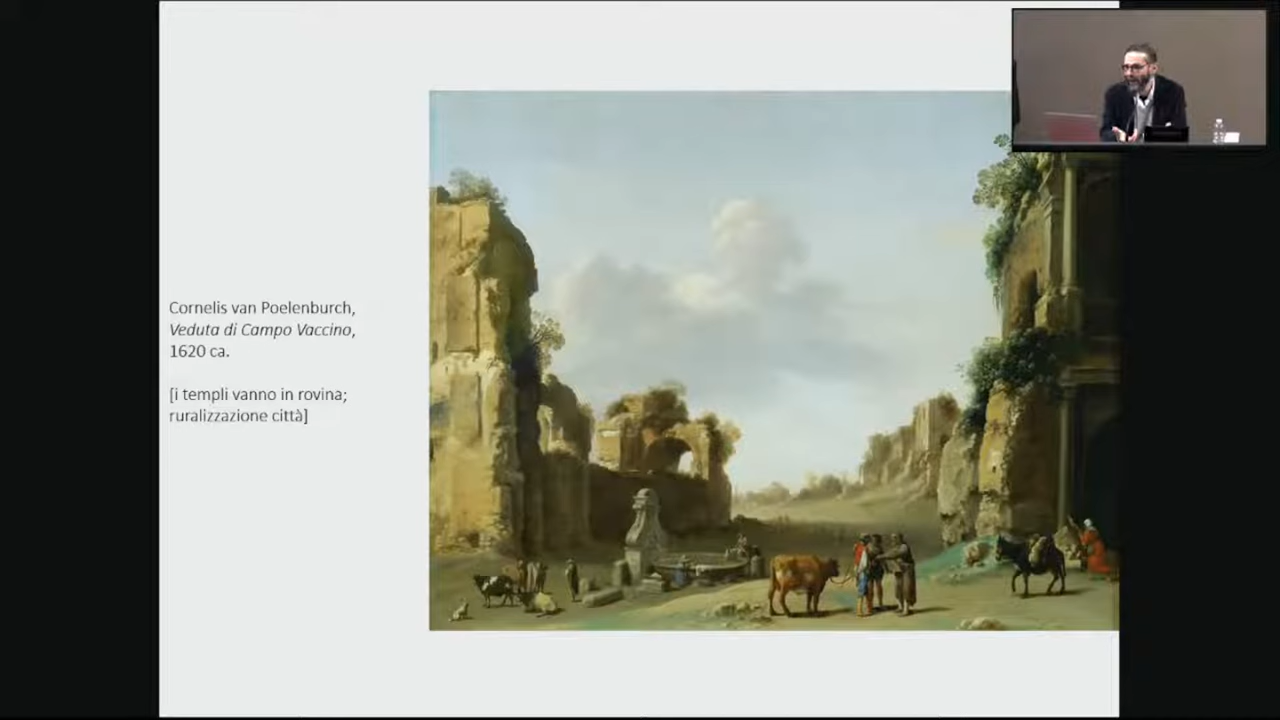 Cornelis van Poelenburch,
Veduta di Campo Vaccino,
1620 ca.
[i templi vanno in rovina;
ruralizzazione città]